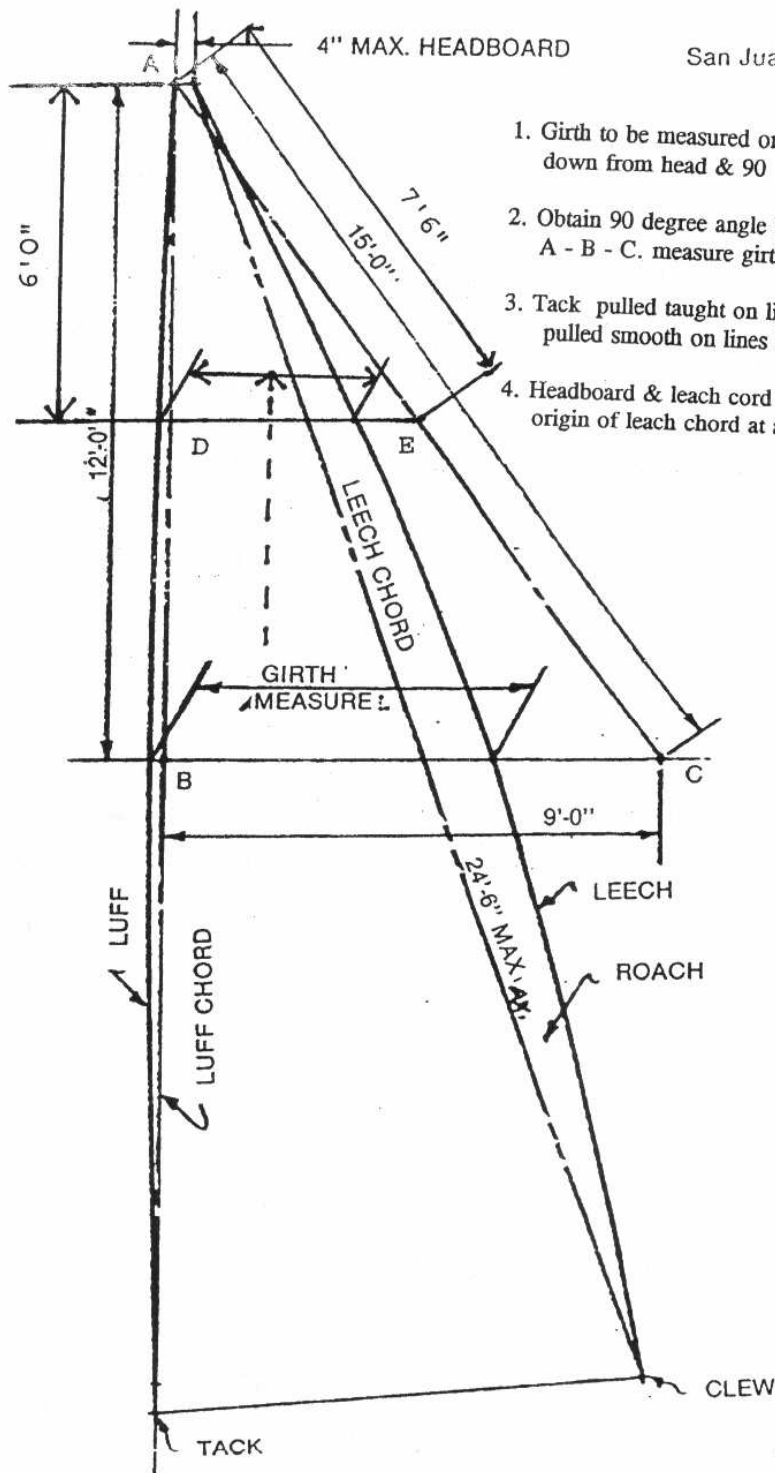 4" MAX. HEADBOARD
San Jua
A
1. Girth to be measured or
down from head & 90
2. Obtain 90 degree angle
A - B - C. measure girt
3. Tack pulled taught on li
pulled smooth on lines
4. Headboard & leach cord
origin of leach chord at a
7'6"
15'-0"
6'0"
12'-0"
D
E
LEECH CHORD
GIRTH
MEASURE
B
C
9'-0"
24'-6" MAX.
LEECH
ROACH
LUFF
LUFF CHORD
CLEW
TACK